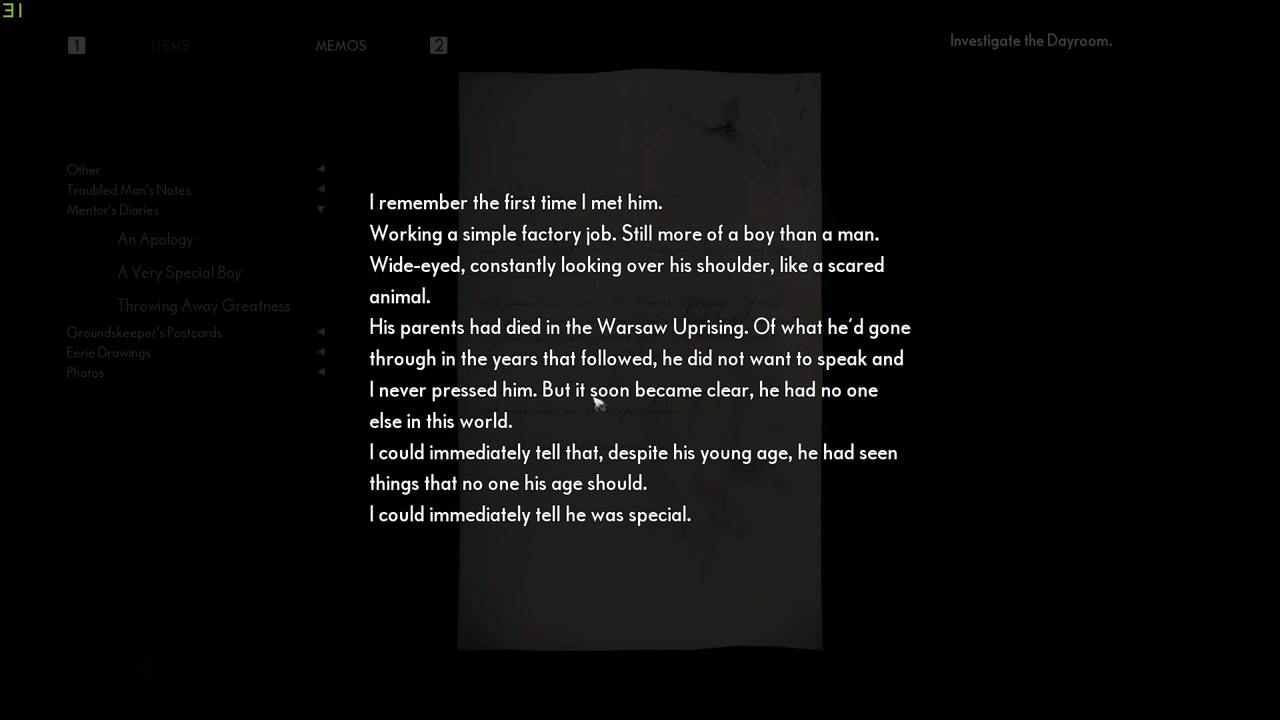 31
1 ITEMS MEMOS 2 Investigate the Dayroom.
Other
Troubled Man's Notes
Mentor's Diaries
An Apology
A Very Special Boy
Throwing Away Greatness
Groundskeeper's Postcards
Eerie Drawings
Photos
I remember the first time I met him.
Working a simple factory job. Still more of a boy than a man.
Wide-eyed, constantly looking over his shoulder, like a scared
animal.
His parents had died in the Warsaw Uprising. Of what he'd gone
through in the years that followed, he did not want to speak and
I never pressed him. But it soon became clear, he had no one
else in this world.
I could immediately tell that, despite his young age, he had seen
things that no one his age should.
I could immediately tell he was special.